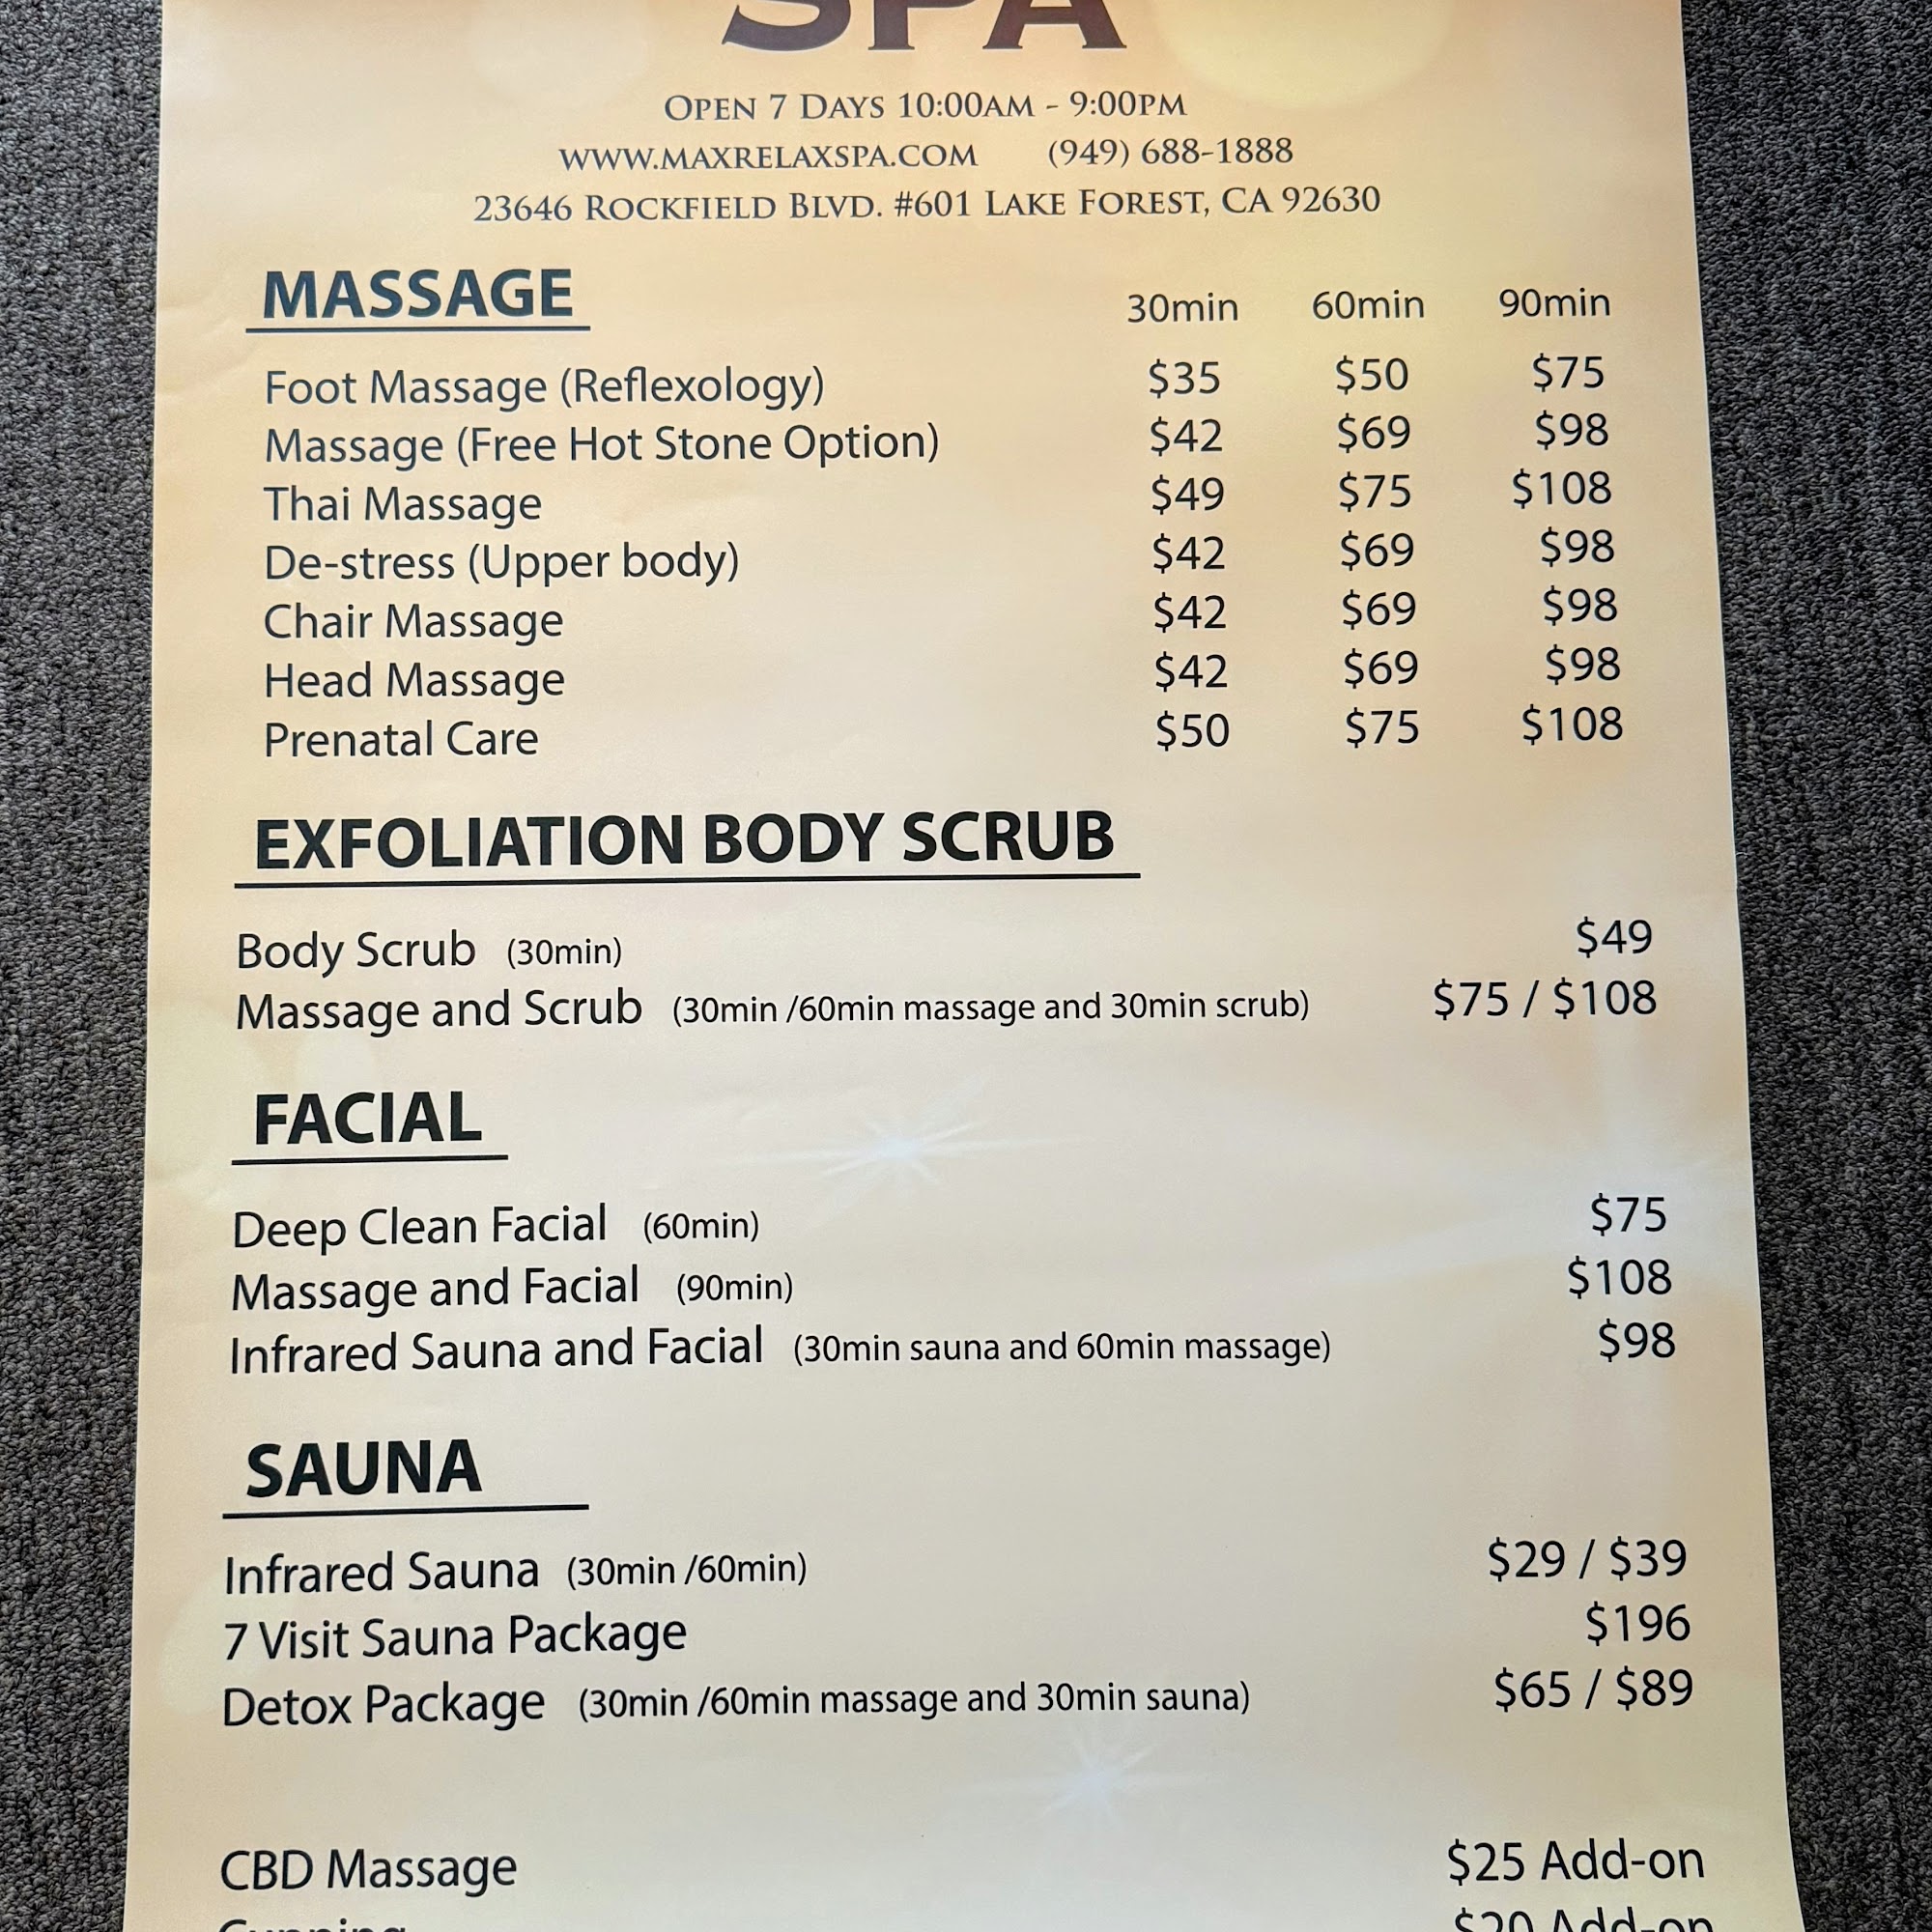 SPA
OPEN 7 DAYS 10:00AM - 9:00PM
WWW.MAXRELAXSPA.COM (949) 688-1888
23646 ROCKFIELD BLVD. #601 LAKE FOREST, CA 92630
MASSAGE 30min 60min 90min
Foot Massage (Reflexology) $35 $50 $75
Massage (Free Hot Stone Option) $42 $69 $98
Thai Massage $49 $75 $108
De-stress (Upper body) $42 $69 $98
Chair Massage $42 $69 $98
Head Massage $42 $69 $98
Prenatal Care $50 $75 $108
EXFOLIATION BODY SCRUB
Body Scrub (30min) $49
Massage and Scrub (30min /60min massage and 30min scrub) $75 / $108
FACIAL
Deep Clean Facial (60min) $75
Massage and Facial (90min) $108
Infrared Sauna and Facial (30min sauna and 60min massage) $98
SAUNA
Infrared Sauna (30min /60min) $29 / $39
7 Visit Sauna Package $196
Detox Package (30min /60min massage and 30min sauna) $65 / $89
CBD Massage $25 Add-on
Cupping $20 Add-on